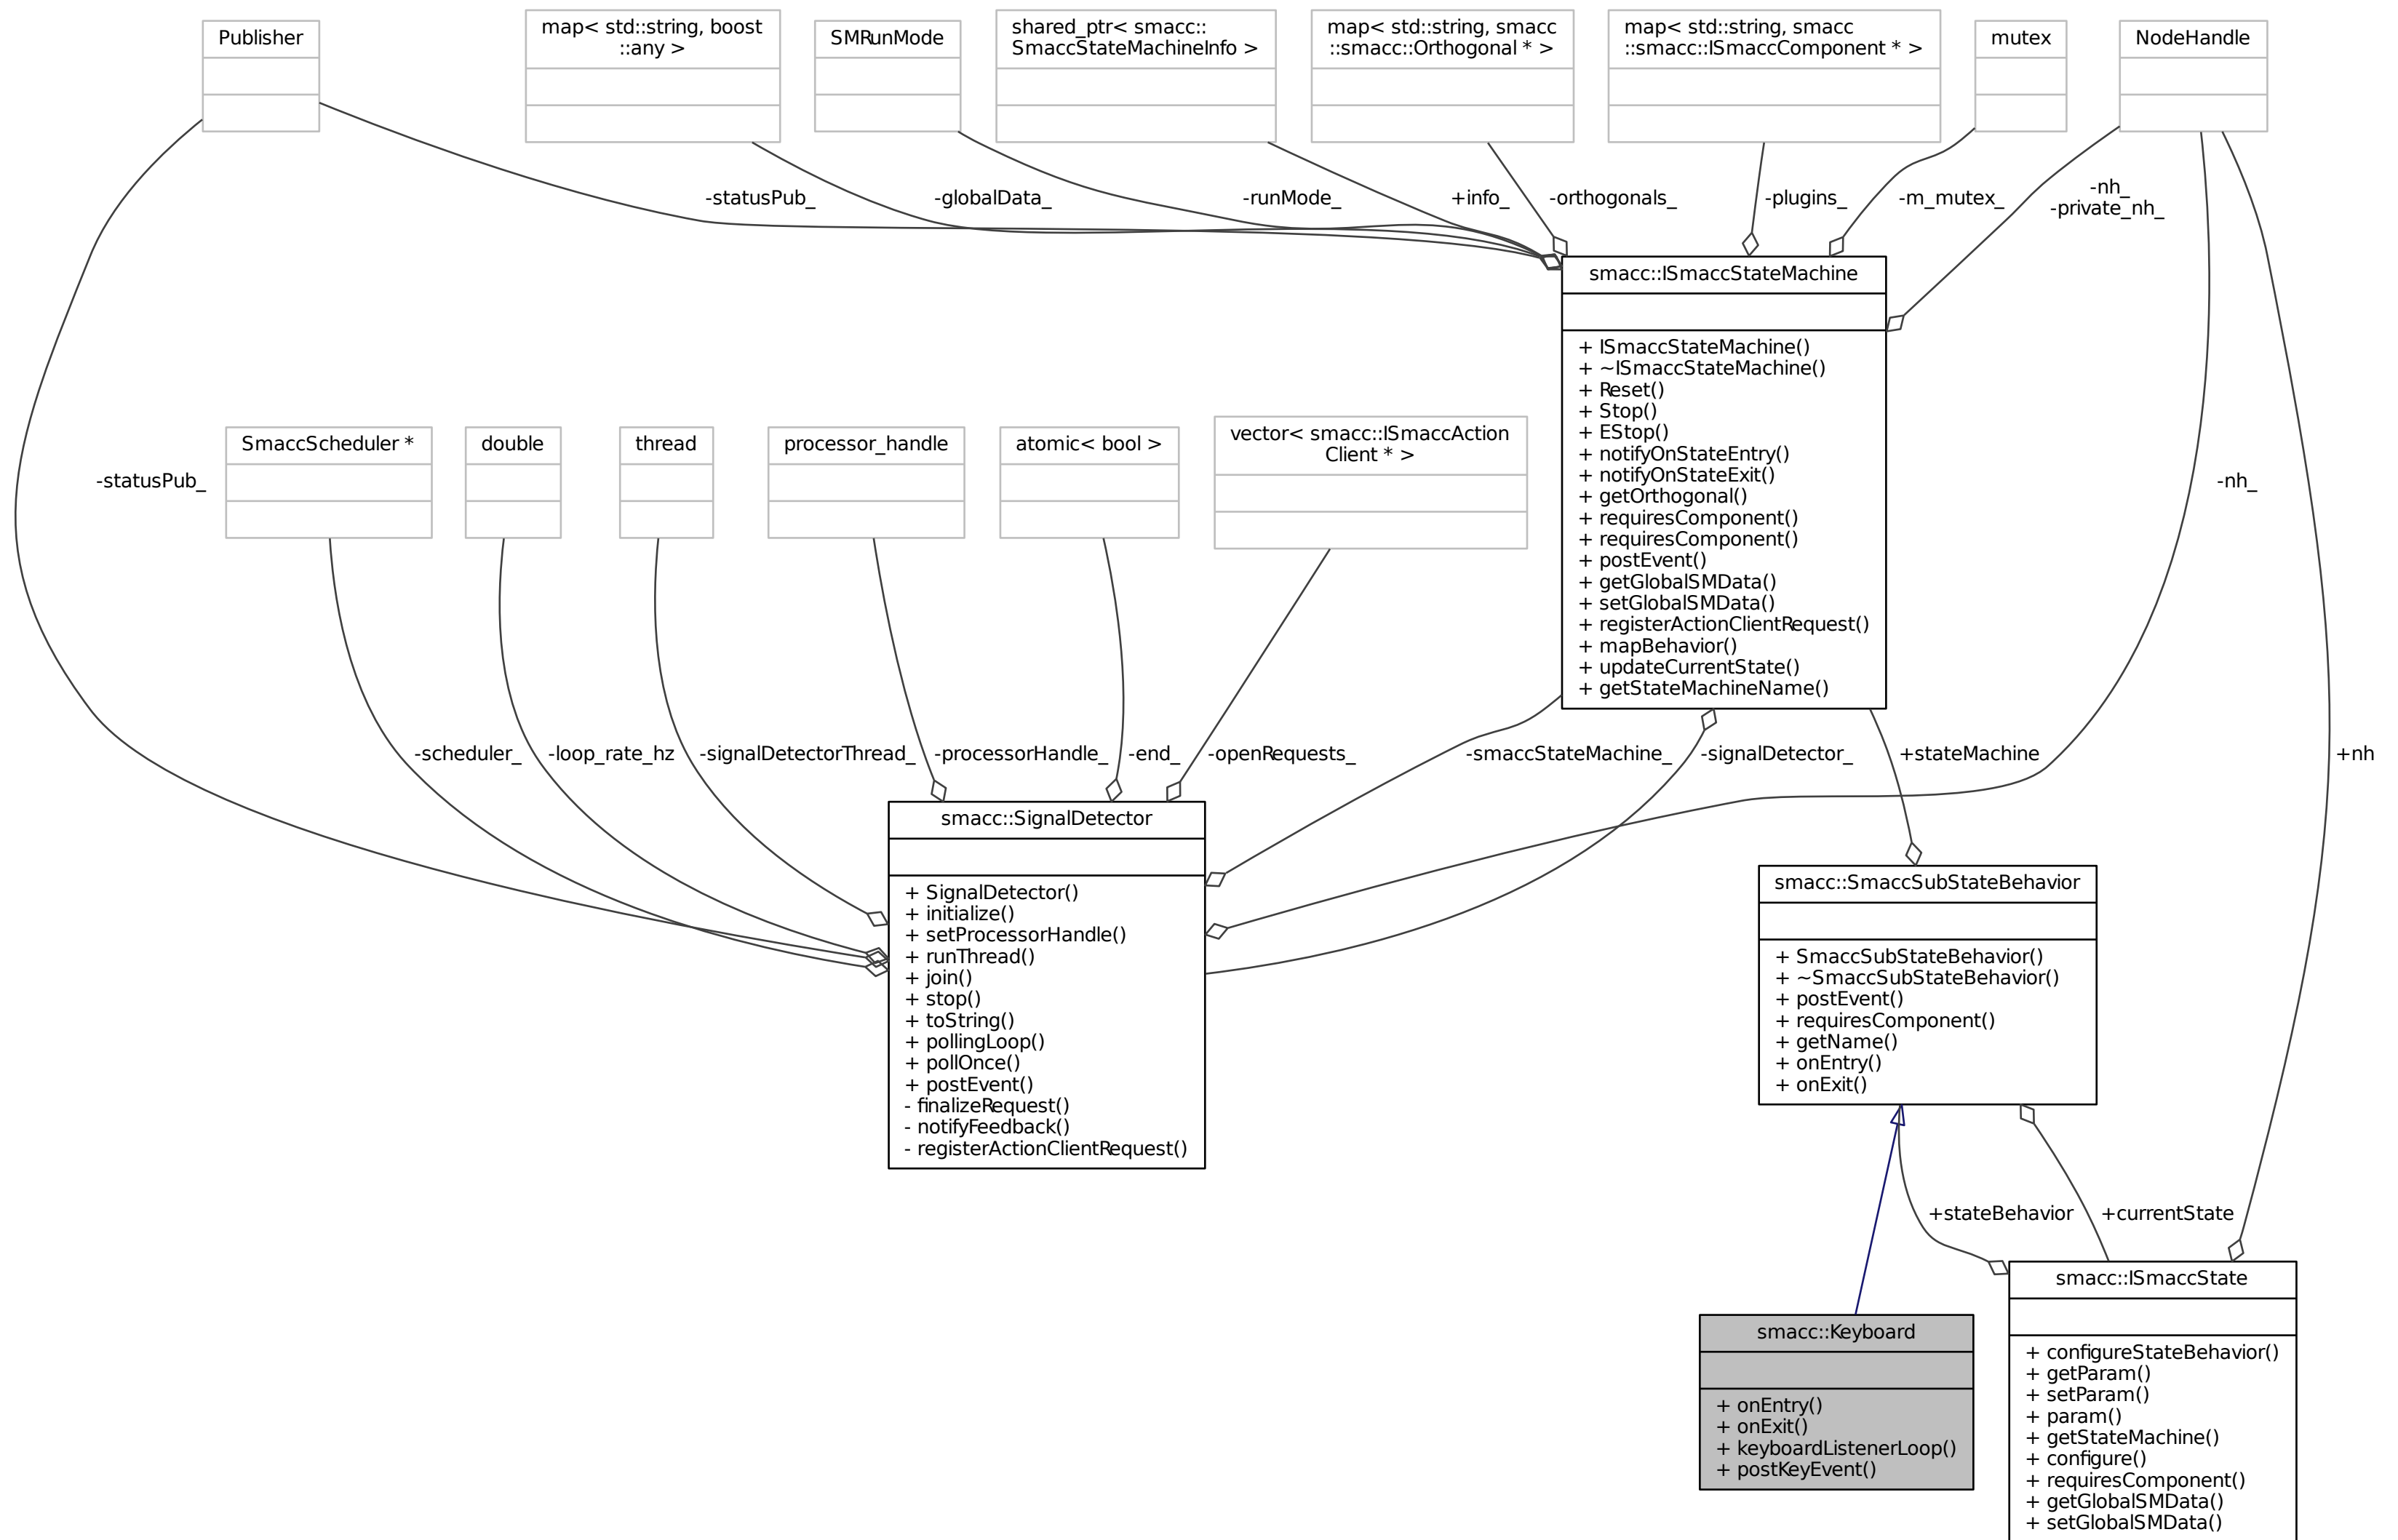 Publisher
map< std::string, boost
::any >
SMRunMode
shared_ptr< smacc::
SmaccStateMachineInfo >
map< std::string, smacc
::smacc::Orthogonal * >
map< std::string, smacc
::smacc::ISmaccComponent * >
mutex
NodeHandle
-statusPub_
-globalData_
-runMode_
+info_
-orthogonals_
-plugins_
-m_mutex_
-nh_
-private_nh_
smacc::ISmaccStateMachine
+ ISmaccStateMachine()
+ ~ISmaccStateMachine()
+ Reset()
+ Stop()
+ EStop()
+ notifyOnStateEntry()
+ notifyOnStateExit()
+ getOrthogonal()
+ requiresComponent()
+ requiresComponent()
+ postEvent()
+ getGlobalSMData()
+ setGlobalSMData()
+ registerActionClientRequest()
+ mapBehavior()
+ updateCurrentState()
+ getStateMachineName()
-statusPub_
SmaccScheduler *
double
thread
processor_handle
atomic< bool >
vector< smacc::ISmaccAction
Client * >
-nh_
-scheduler_
-loop_rate_hz
-signalDetectorThread_
-processorHandle_
-end_
-openRequests_
-smaccStateMachine_
-signalDetector_
+stateMachine
+nh
smacc::SignalDetector
+ SignalDetector()
+ initialize()
+ setProcessorHandle()
+ runThread()
+ join()
+ stop()
+ toString()
+ pollingLoop()
+ pollOnce()
+ postEvent()
- finalizeRequest()
- notifyFeedback()
- registerActionClientRequest()
smacc::SmaccSubStateBehavior
+ SmaccSubStateBehavior()
+ ~SmaccSubStateBehavior()
+ postEvent()
+ requiresComponent()
+ getName()
+ onEntry()
+ onExit()
+stateBehavior
+currentState
smacc::Keyboard
+ onEntry()
+ onExit()
+ keyboardListenerLoop()
+ postKeyEvent()
smacc::ISmaccState
+ configureStateBehavior()
+ getParam()
+ setParam()
+ param()
+ getStateMachine()
+ configure()
+ requiresComponent()
+ getGlobalSMData()
+ setGlobalSMData()